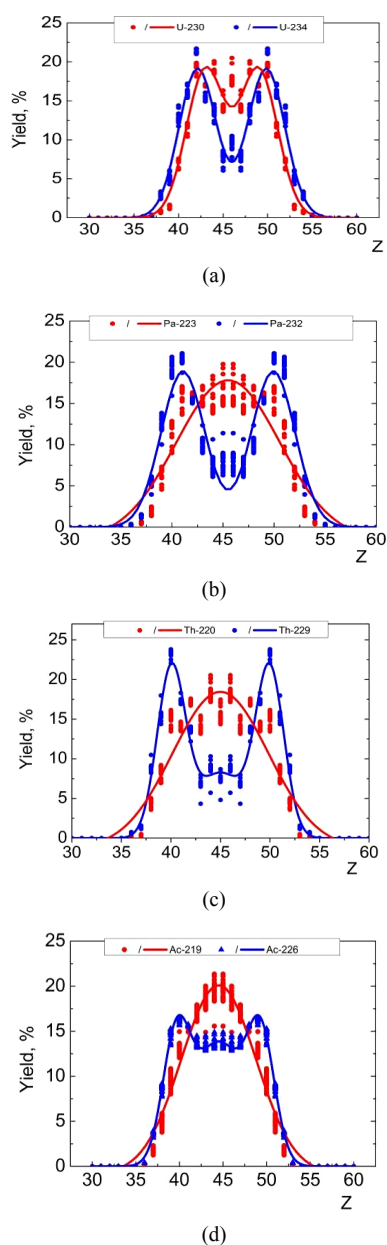 / U-230 / U-234
25
20
15
10
5
0
Yield, %
30 35 40 45 50 55 60
Z
(a)
/ Pa-223 / Pa-232
25
20
15
10
5
0
Yield, %
30 35 40 45 50 55 60
Z
(b)
/ Th-220 / Th-229
25
20
15
10
5
0
Yield, %
30 35 40 45 50 55 60
Z
(c)
/ Ac-219 / Ac-226
25
20
15
10
5
0
Yield, %
30 35 40 45 50 55 60
Z
(d)